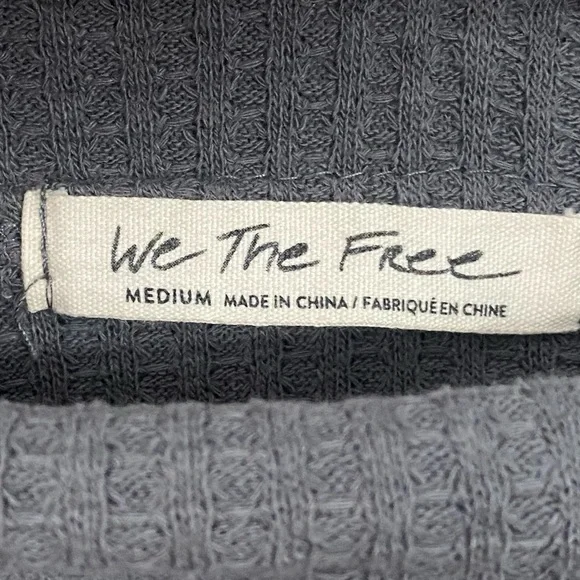 We The Free
MEDIUM MADE IN CHINA / FABRIQUÉ EN CHINE